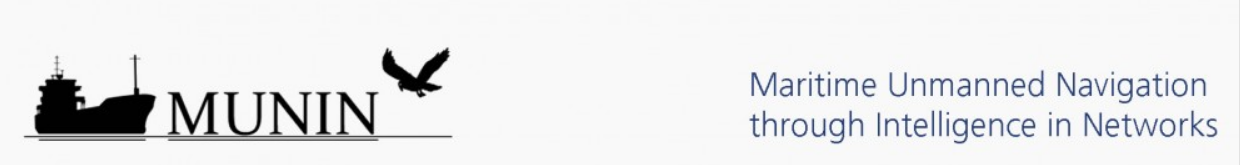 MUNIN
Maritime Unmanned Navigation
through Intelligence in Networks